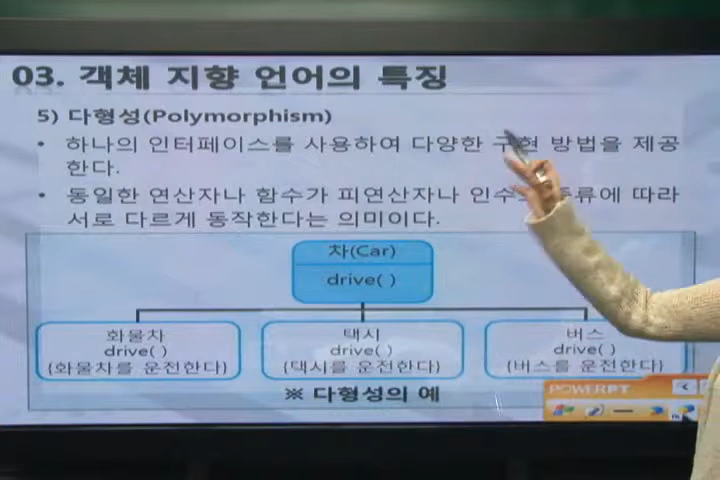 03. 객체 지향 언어의 특징
5) 다형성(Polymorphism)
• 하나의 인터페이스를 사용하여 다양한 구현 방법을 제공
한다.
• 동일한 연산자나 함수가 피연산자나 종류에 따라
서로 다르게 동작한다는 의미이다.
차(Car)
drive( )
화물차
drive( )
(화물차를 운전한다)
택시
drive( )
(택시를 운전한다)
버스
drive( )
(버스를 운전한다)
※ 다형성의 예
POWERPT